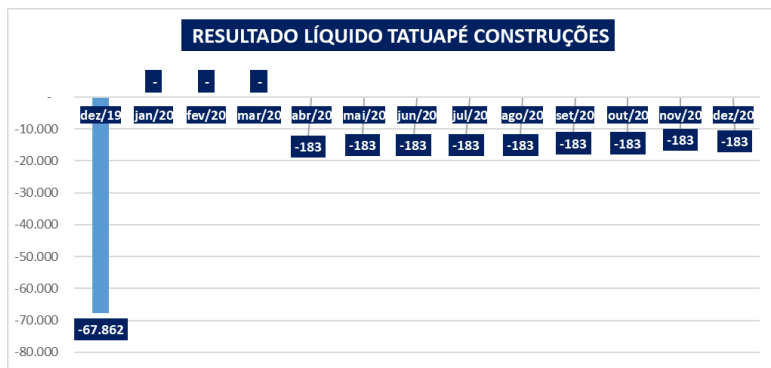 RESULTADO LÍQUIDO TATUAPÉ CONSTRUÇÕES
- - -
-
dez/19 jan/20 fev/20 mar/20 abr/20 mai/20 jun/20 jul/20 ago/20 set/20 out/20 nov/20 dez/20
-10.000
-183 -183 -183 -183 -183 -183 -183 -183 -183
-20.000
-30.000
-40.000
-50.000
-60.000
-70.000
-67.862
-80.000